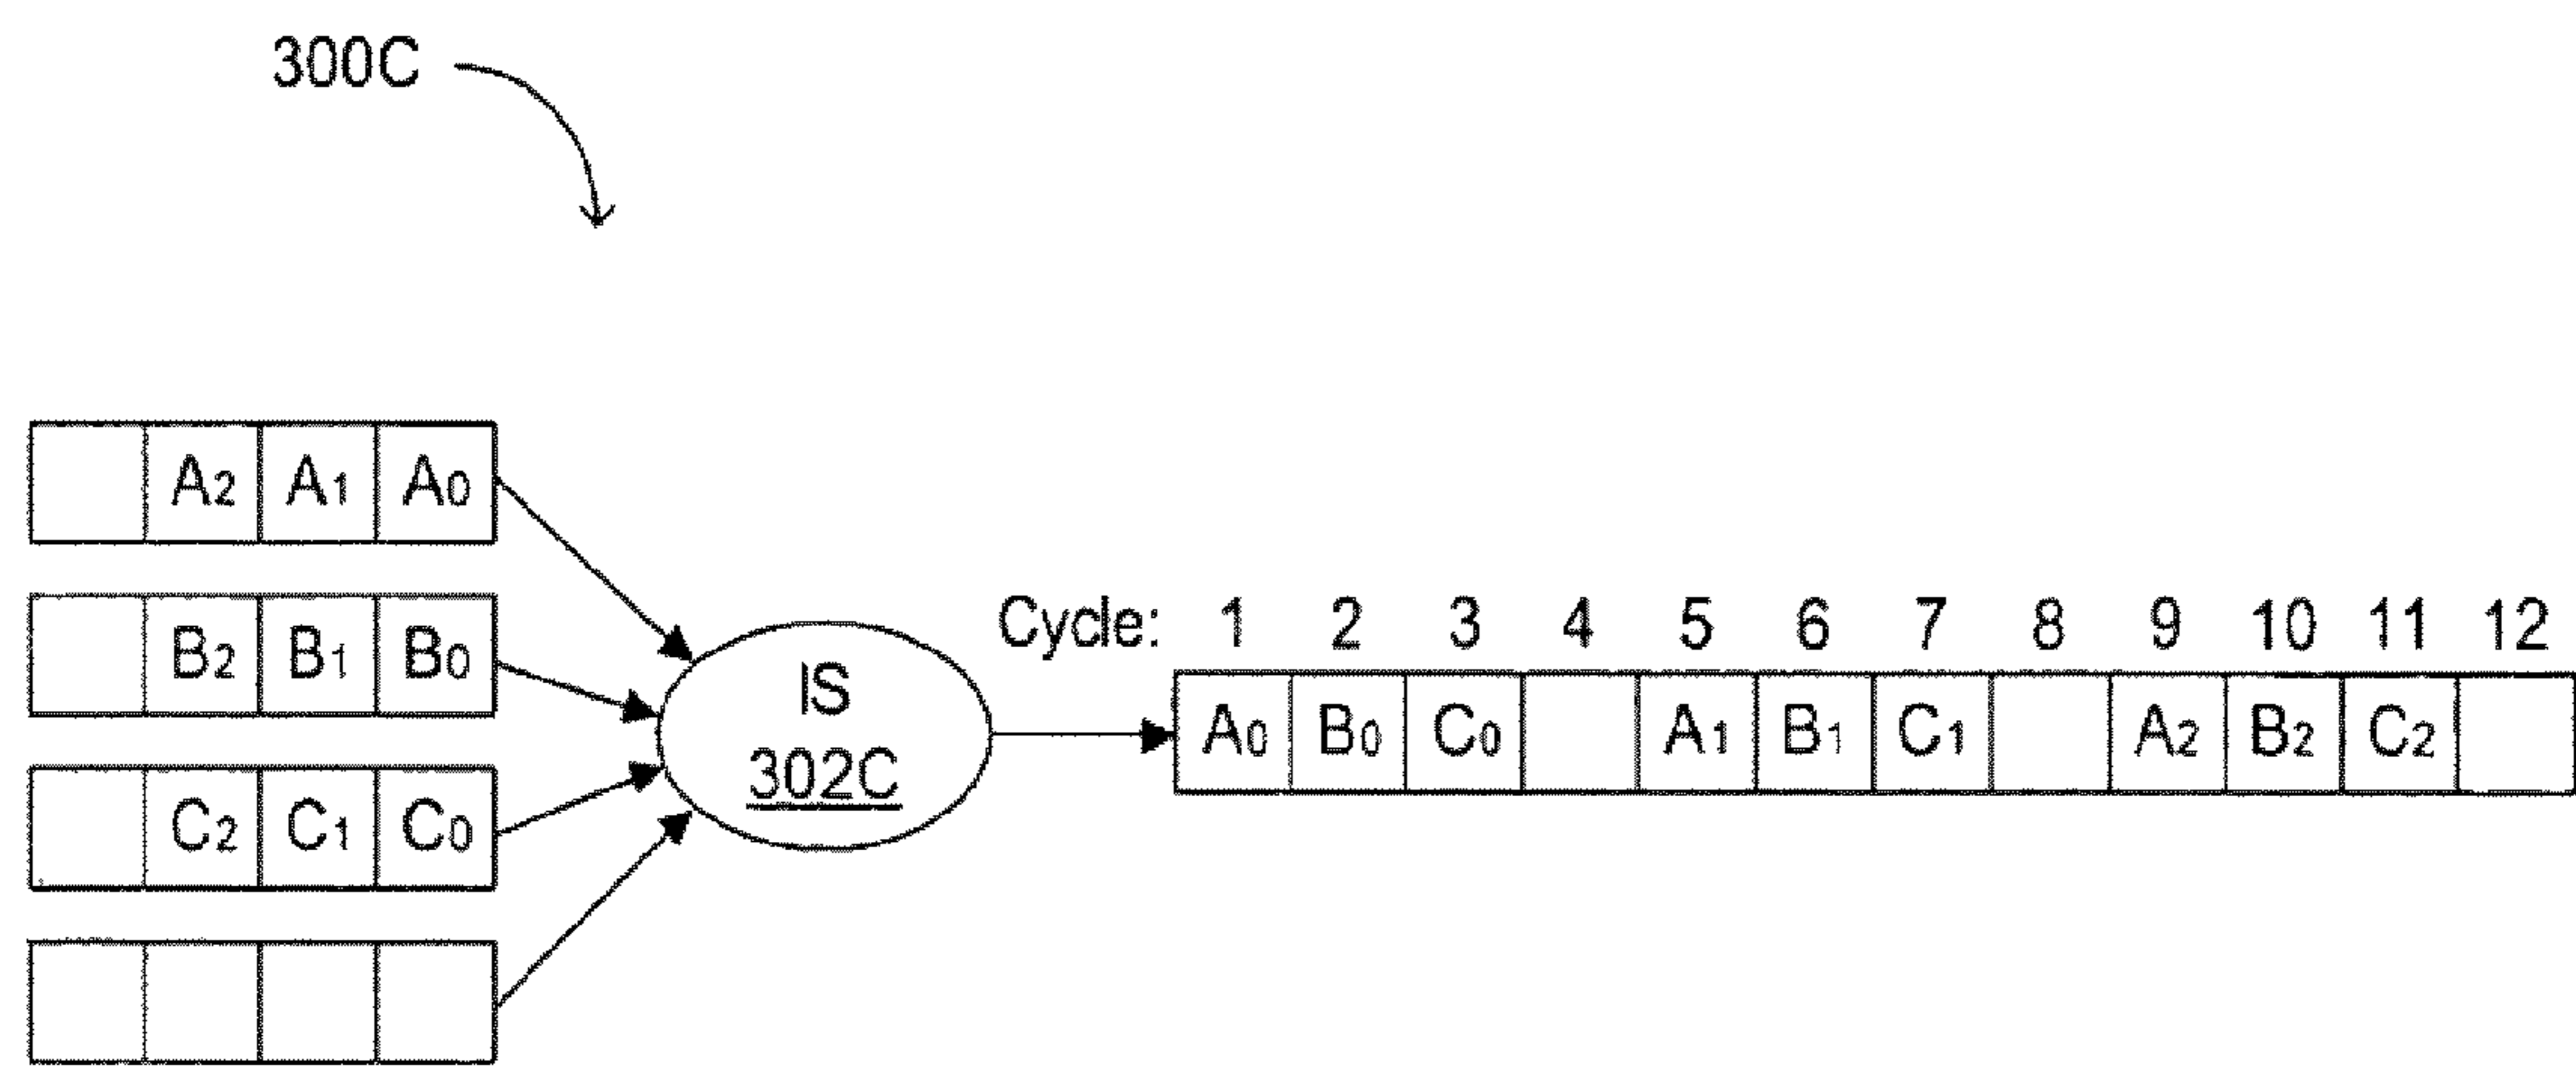 300C
A2 A1 A0
B2 B1 B0
Cycle: 1 2 3 4 5 6 7 8 9 10 11 12
IS
302C
A0 B0 C0 A1 B1 C1 A2 B2 C2
C2 C1 C0